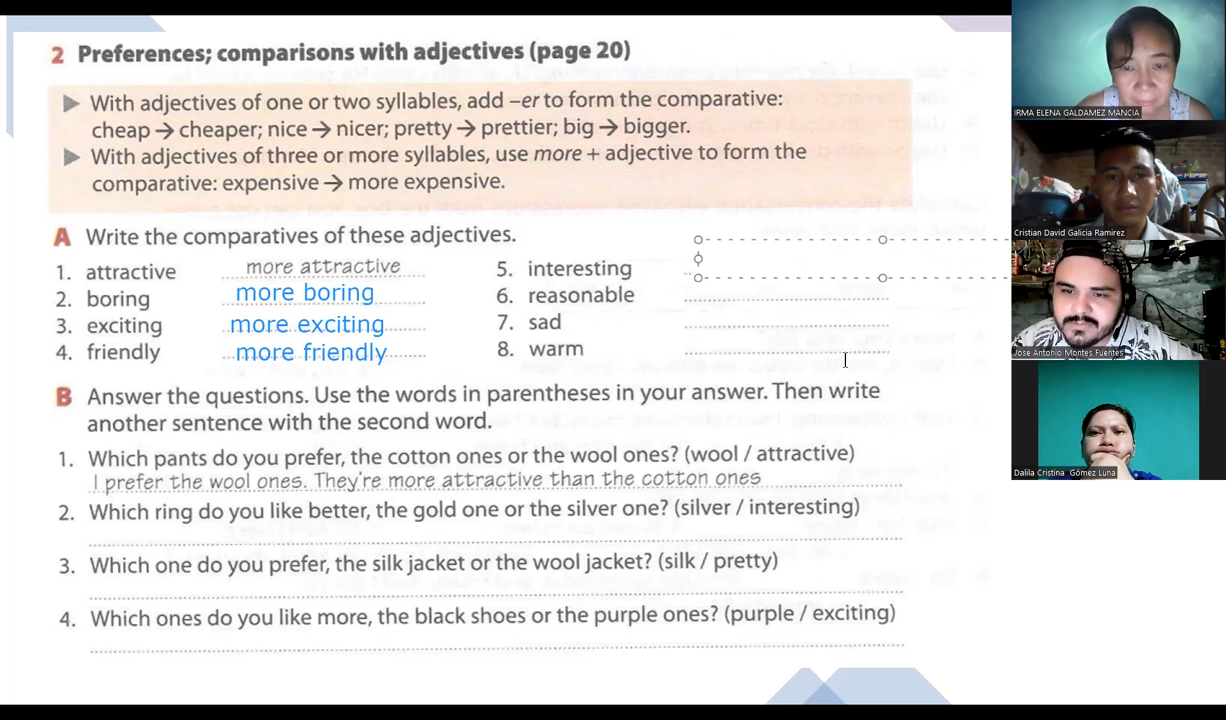 2 Preferences; comparisons with adjectives (page 20)
▶ With adjectives of one or two syllables, add –er to form the comparative:
cheap → cheaper; nice → nicer; pretty → prettier; big → bigger.
▶ With adjectives of three or more syllables, use more + adjective to form the
comparative: expensive → more expensive.
A Write the comparatives of these adjectives.
1. attractive more attractive
2. boring more boring
3. exciting more exciting
4. friendly more friendly
5. interesting
6. reasonable
7. sad
8. warm
B Answer the questions. Use the words in parentheses in your answer. Then write
another sentence with the second word.
1. Which pants do you prefer, the cotton ones or the wool ones? (wool / attractive)
I prefer the wool ones. They're more attractive than the cotton ones
2. Which ring do you like better, the gold one or the silver one? (silver / interesting)
3. Which one do you prefer, the silk jacket or the wool jacket? (silk / pretty)
4. Which ones do you like more, the black shoes or the purple ones? (purple / exciting)
IRMA ELENA GALDAMEZ MANCIA
Cristian David Galicia Ramirez
Jose Antonio Montes Fuentes
Dalila Cristina Gómez Luna